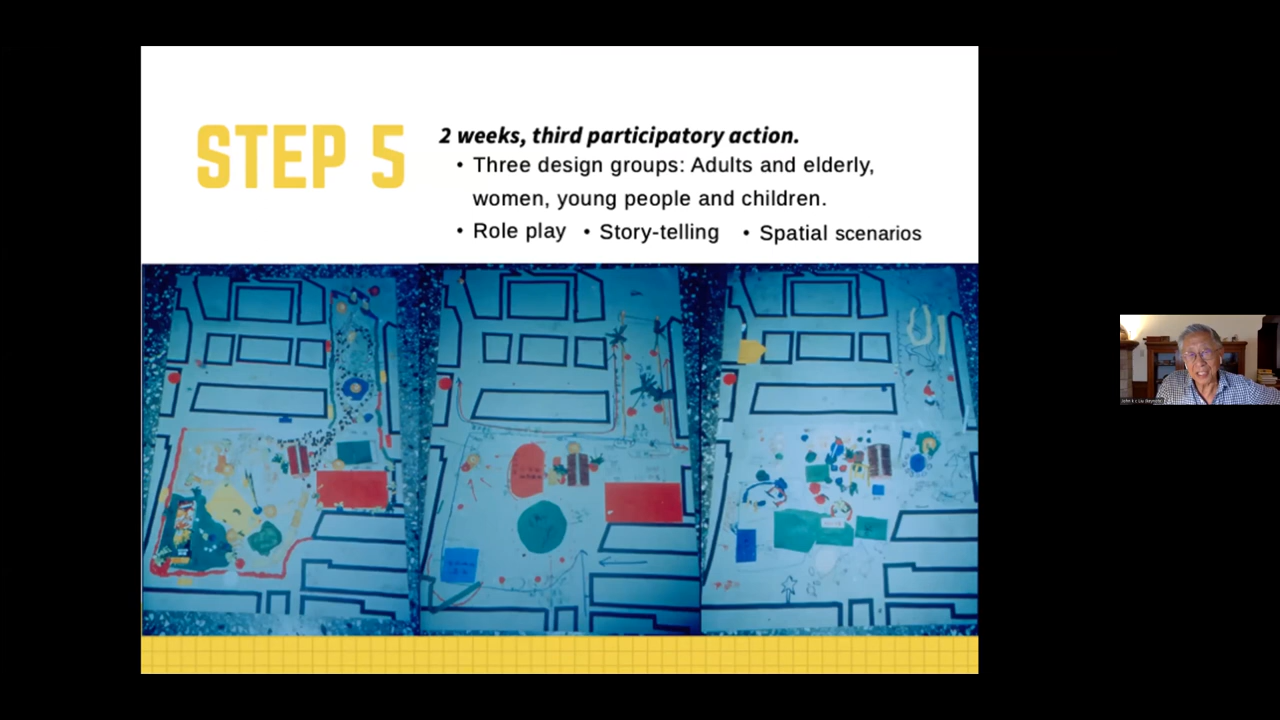 STEP 5
2 weeks, third participatory action.
• Three design groups: Adults and elderly,
women, young people and children.
• Role play • Story-telling • Spatial scenarios